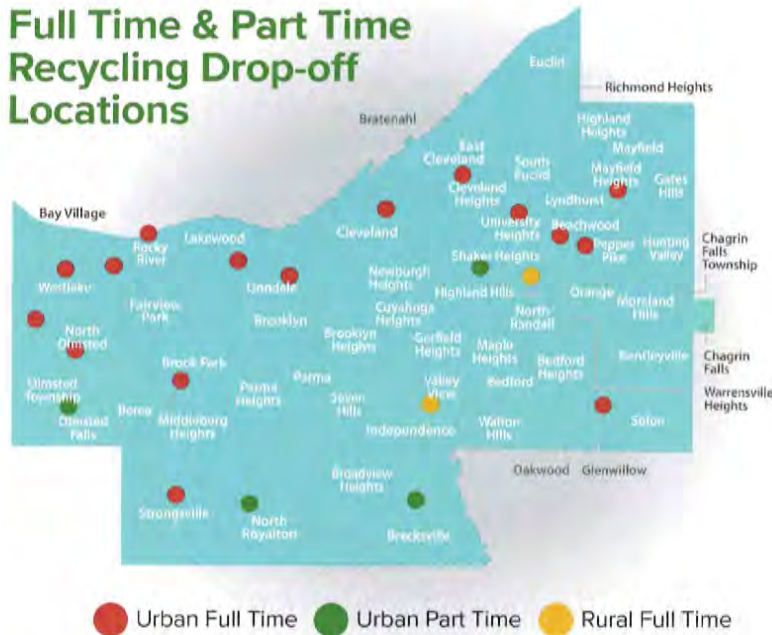 Full Time & Part Time
Recycling Drop-off
Locations
Euclid
Richmond Heights
Bratenahl
Highland
Heights
Mayfield
East
Cleveland
South
Euclid
Mayfield
Heights
Gates
Hills
Cleveland
Heights
Lyndhurst
Bay Village
Rocky
River
Lakewood
Cleveland
University
Heights
Beachwood
Pepper
Pike
Hunting
Valley
Chagrin
Falls
Township
Shaker Heights
Westlake
Linndale
Newburgh
Heights
Highland Hills
Orange
Moreland
Hills
Fairview
Park
Brooklyn
Cuyahoga
Heights
North
Randall
North
Olmsted
Brooklyn
Heights
Garfield
Heights
Maple
Heights
Bedford
Heights
Bentleyville
Chagrin
Falls
Brook Park
Olmsted
Township
Parma
Heights
Parma
Valley
View
Bedford
Warrensville
Heights
Olmsted
Falls
Berea
Middleburg
Heights
Seven
Hills
Independence
Walton
Hills
Solon
Oakwood
Glenwillow
Broadview
Heights
Strongsville
North
Royalton
Brecksville
Urban Full Time
Urban Part Time
Rural Full Time